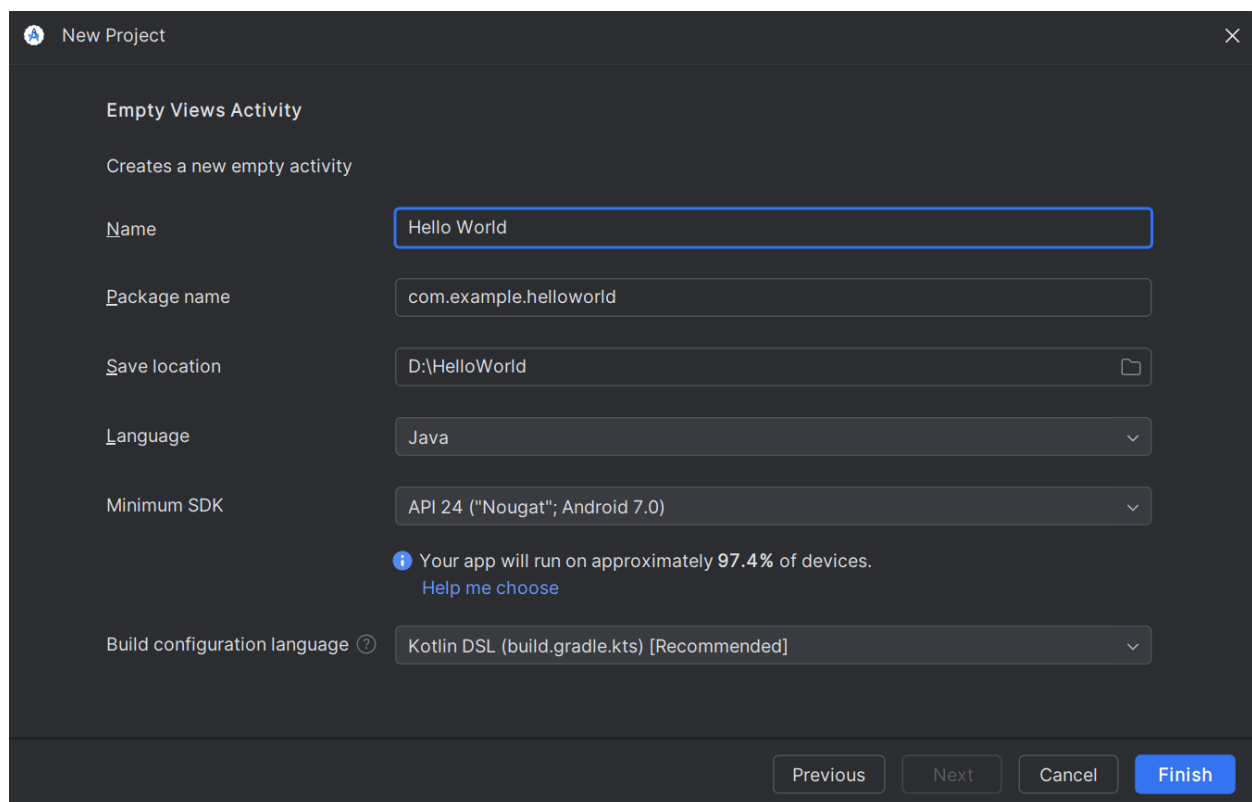 New Project
Empty Views Activity
Creates a new empty activity
Name
Hello World
Package name
com.example.helloworld
Save location
D:\HelloWorld
Language
Java
Minimum SDK
API 24 ("Nougat"; Android 7.0)
Your app will run on approximately 97.4% of devices.
Help me choose
Build configuration language ?
Kotlin DSL (build.gradle.kts) [Recommended]
Previous
Next
Cancel
Finish